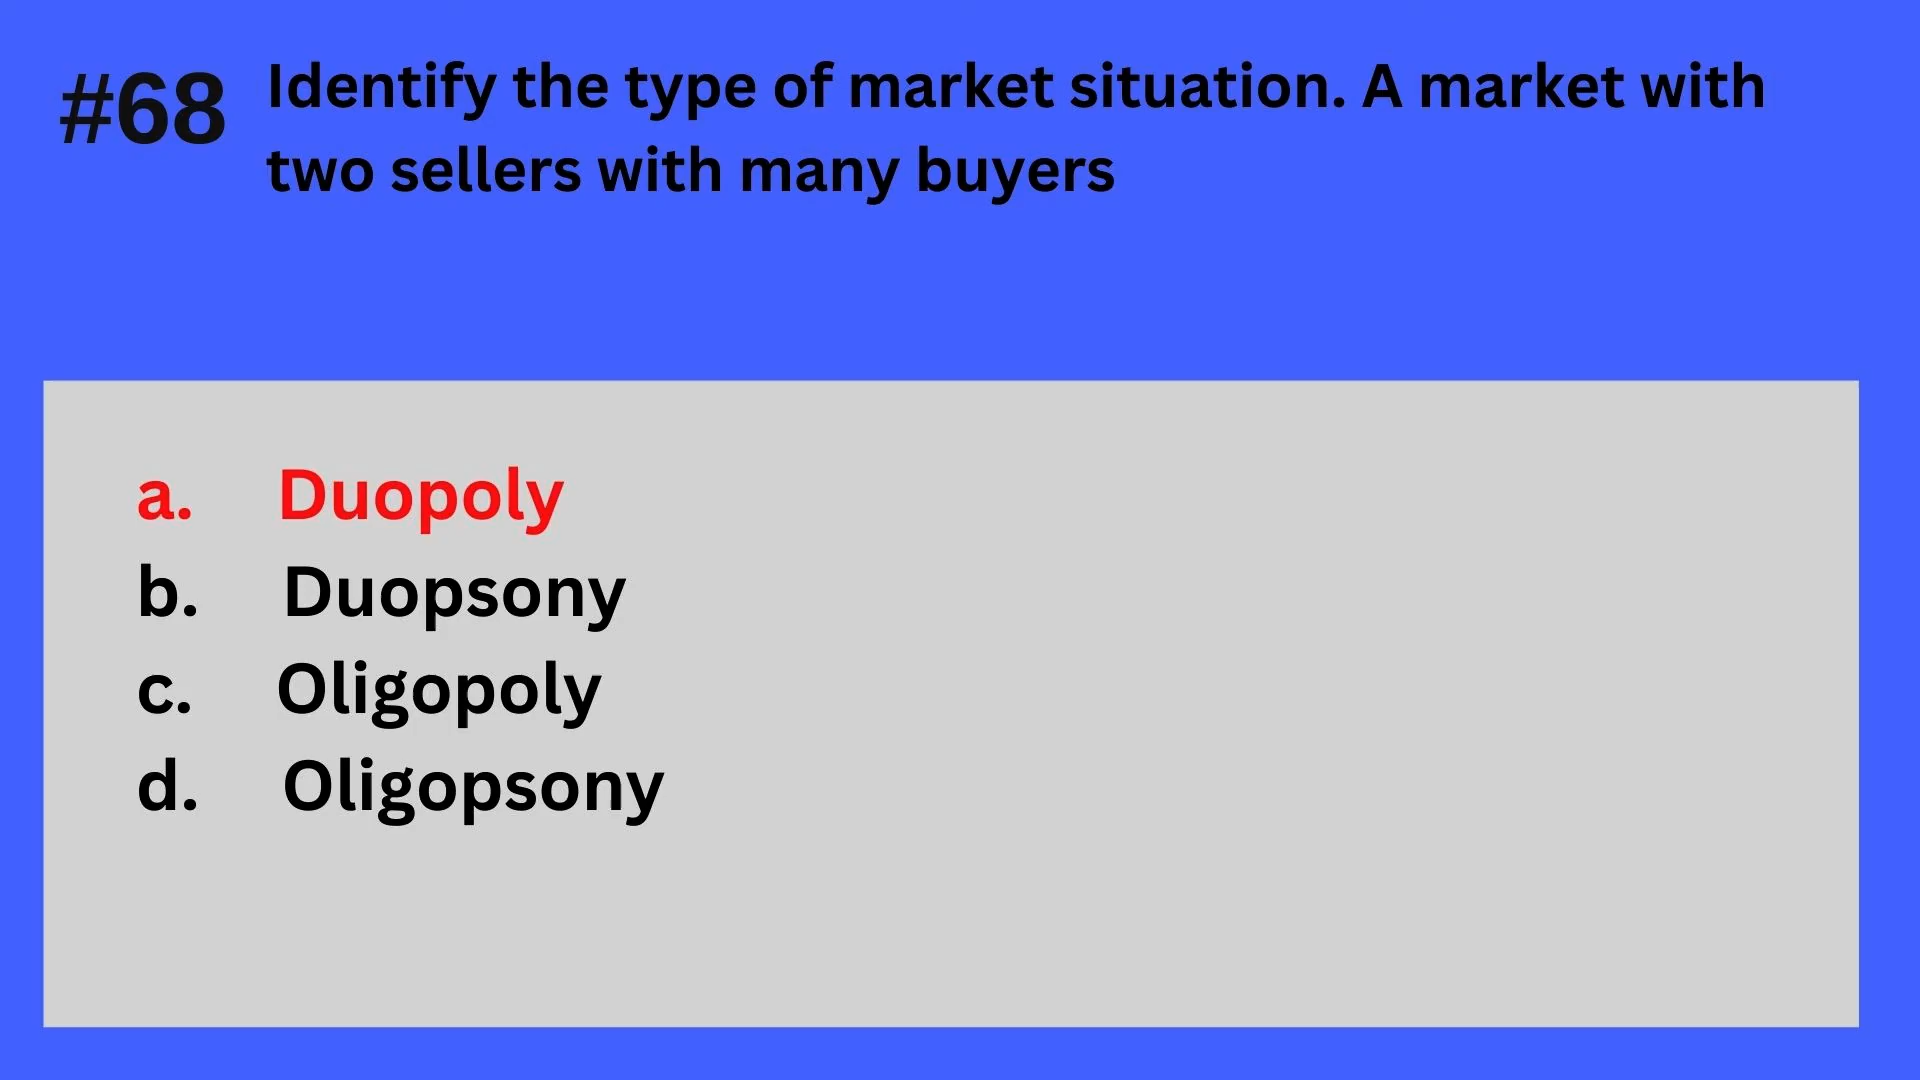 #68
Identify the type of market situation. A market with
two sellers with many buyers
a. Duopoly
b. Duopsony
c. Oligopoly
d. Oligopsony